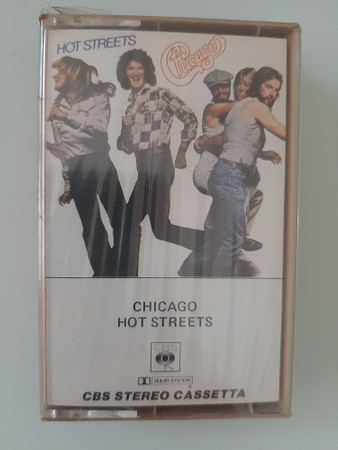 HOT STREETS
Chicago
CHICAGO
HOT STREETS
CBS
DOLBY SYSTEM
CBS STEREO CASSETTA